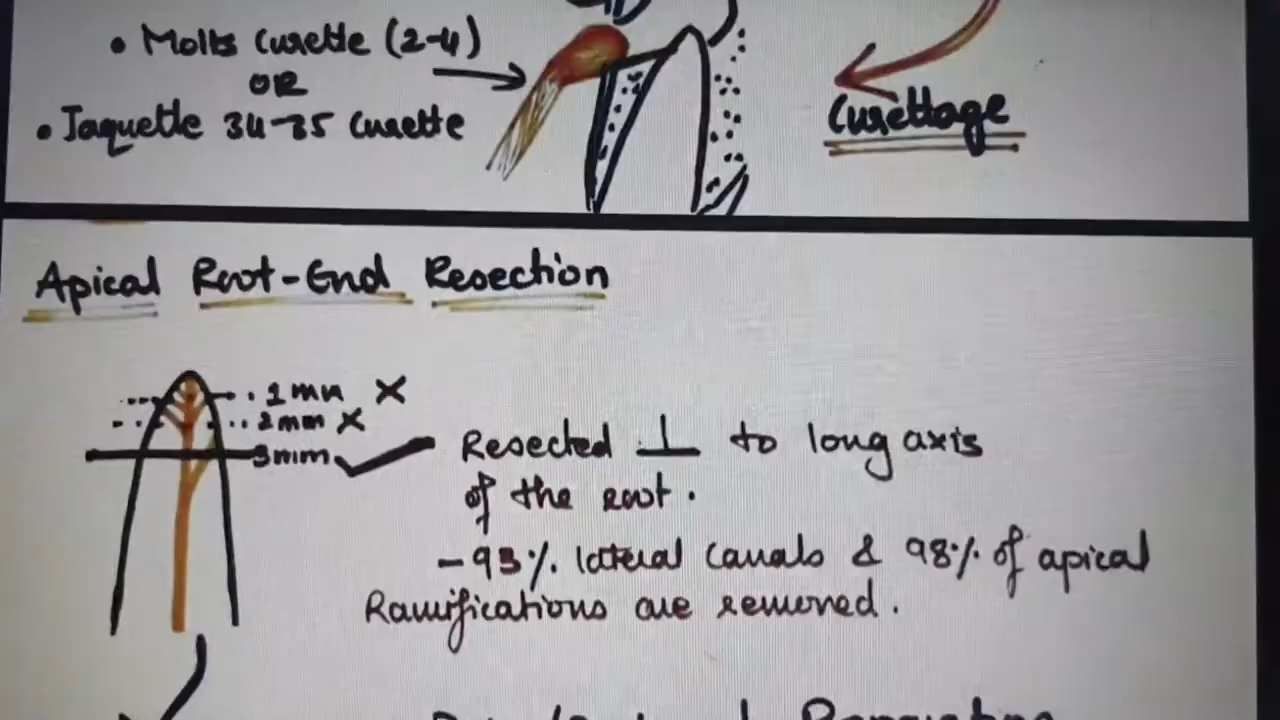 • Molts Curette (2-4)
OR
• Jaquette 34-35 Curette
Curettage
Apical Root-End Resection
1mm X
2mm X
3mm
Resected ⊥ to long axis
of the root.
- 93% lateral canals & 98% of apical
Ramifications are removed.